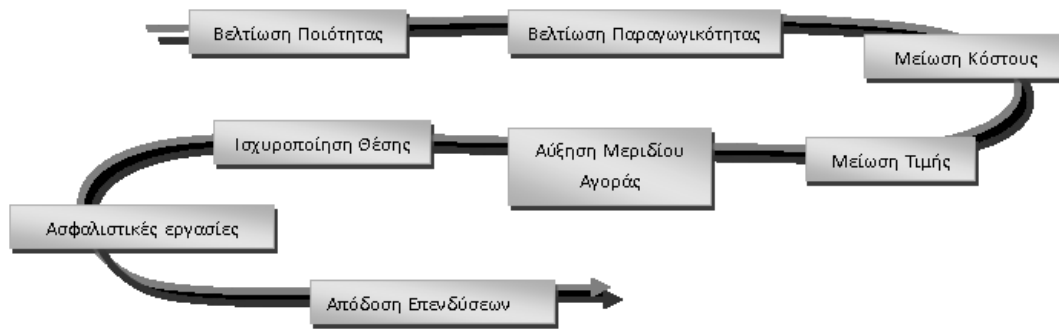 Βελτίωση Ποιότητας
Βελτίωση Παραγωγικότητας
Μείωση Κόστους
Μείωση Τιμής
Αύξηση Μεριδίου
Αγοράς
Ισχυροποίηση Θέσης
Ασφαλιστικές εργασίες
Απόδοση Επενδύσεων